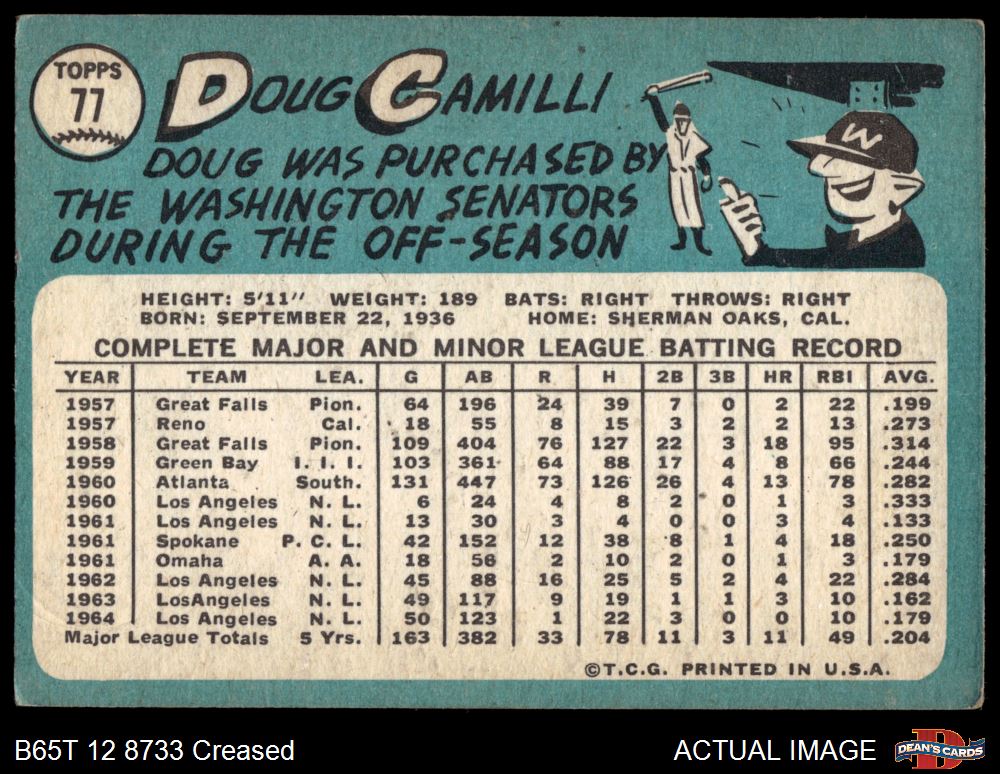 TOPPS
77
DOUG CAMILLI
DOUG WAS PURCHASED BY
THE WASHINGTON SENATORS
DURING THE OFF-SEASON
W
HEIGHT: 5'11" WEIGHT: 189 BATS: RIGHT THROWS: RIGHT
BORN: SEPTEMBER 22, 1936 HOME: SHERMAN OAKS, CAL.
COMPLETE MAJOR AND MINOR LEAGUE BATTING RECORD
YEAR TEAM LEA. G AB R H 2B 3B HR RBI AVG.
1957 Great Falls Pion. 64 196 24 39 7 0 2 22 .199
1957 Reno Cal. 18 55 8 15 3 2 2 13 .273
1958 Great Falls Pion. 109 404 76 127 22 3 18 95 .314
1959 Green Bay I. I. I. 103 361 64 88 17 4 8 66 .244
1960 Atlanta South. 131 447 73 126 26 4 13 78 .282
1960 Los Angeles N. L. 6 24 4 8 2 0 1 3 .333
1961 Los Angeles N. L. 13 30 3 4 0 0 3 4 .133
1961 Spokane P. C. L. 42 152 12 38 8 1 4 18 .250
1961 Omaha A. A. 18 56 2 10 2 0 1 3 .179
1962 Los Angeles N. L. 45 88 16 25 5 2 4 22 .284
1963 LosAngeles N. L. 49 117 9 19 1 1 3 10 .162
1964 Los Angeles N. L. 50 123 1 22 3 0 0 10 .179
Major League Totals 5 Yrs. 163 382 33 78 11 3 11 49 .204
©T.C.G. PRINTED IN U.S.A.
B65T 12 8733 Creased
ACTUAL IMAGE
D
DEAN'S CARDS